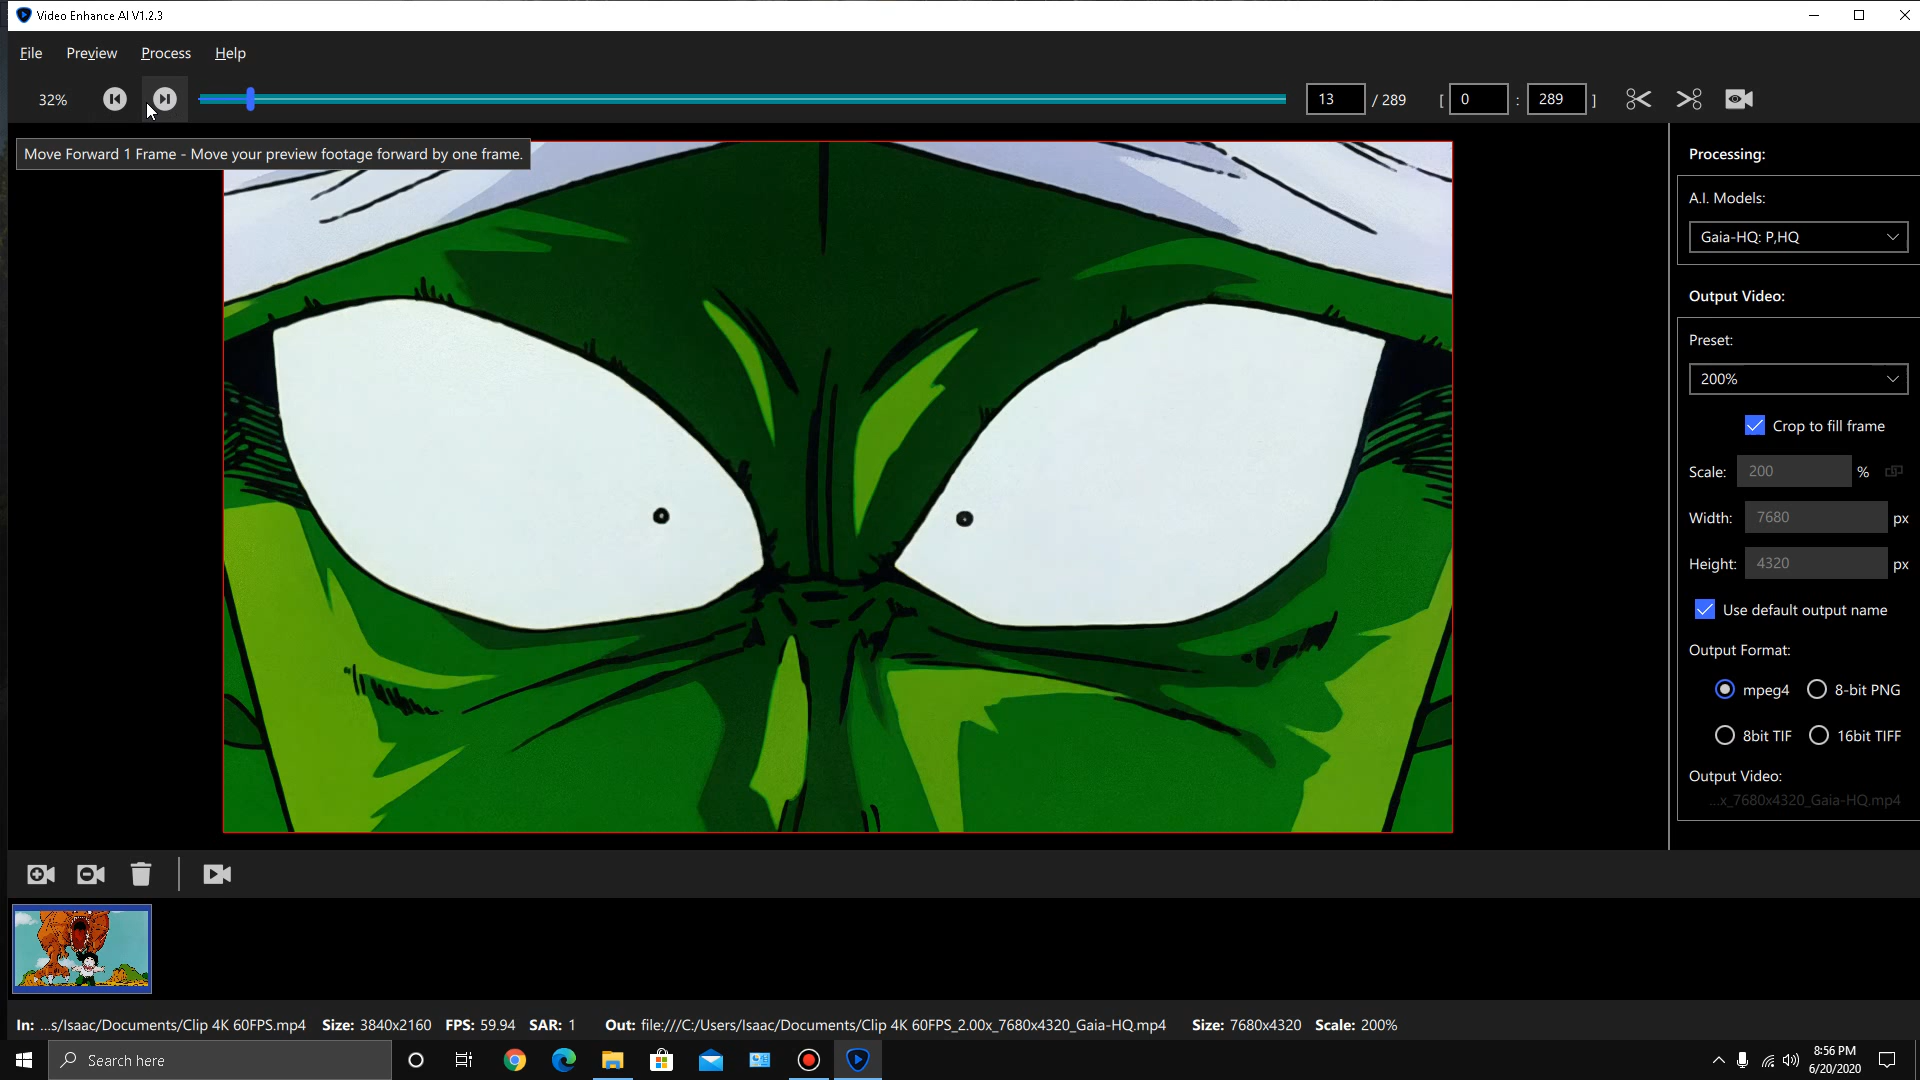 Video Enhance AI V1.2.3
File Preview Process Help
32% 13 / 289 [ 0 : 289 ]
Move Forward 1 Frame - Move your preview footage forward by one frame.
Processing:
A.I. Models:
Gaia-HQ: P,HQ
Output Video:
Preset:
200%
Crop to fill frame
Scale: 200 %
Width: 7680 px
Height: 4320 px
Use default output name
Output Format:
mpeg4 8-bit PNG
8bit TIF 16bit TIFF
Output Video:
...x_7680x4320_Gaia-HQ.mp4
In: ...s/Isaac/Documents/Clip 4K 60FPS.mp4 Size: 3840x2160 FPS: 59.94 SAR: 1 Out: file:///C:/Users/Isaac/Documents/Clip 4K 60FPS_2.00x_7680x4320_Gaia-HQ.mp4 Size: 7680x4320 Scale: 200%
Search here
8:56 PM
6/20/2020